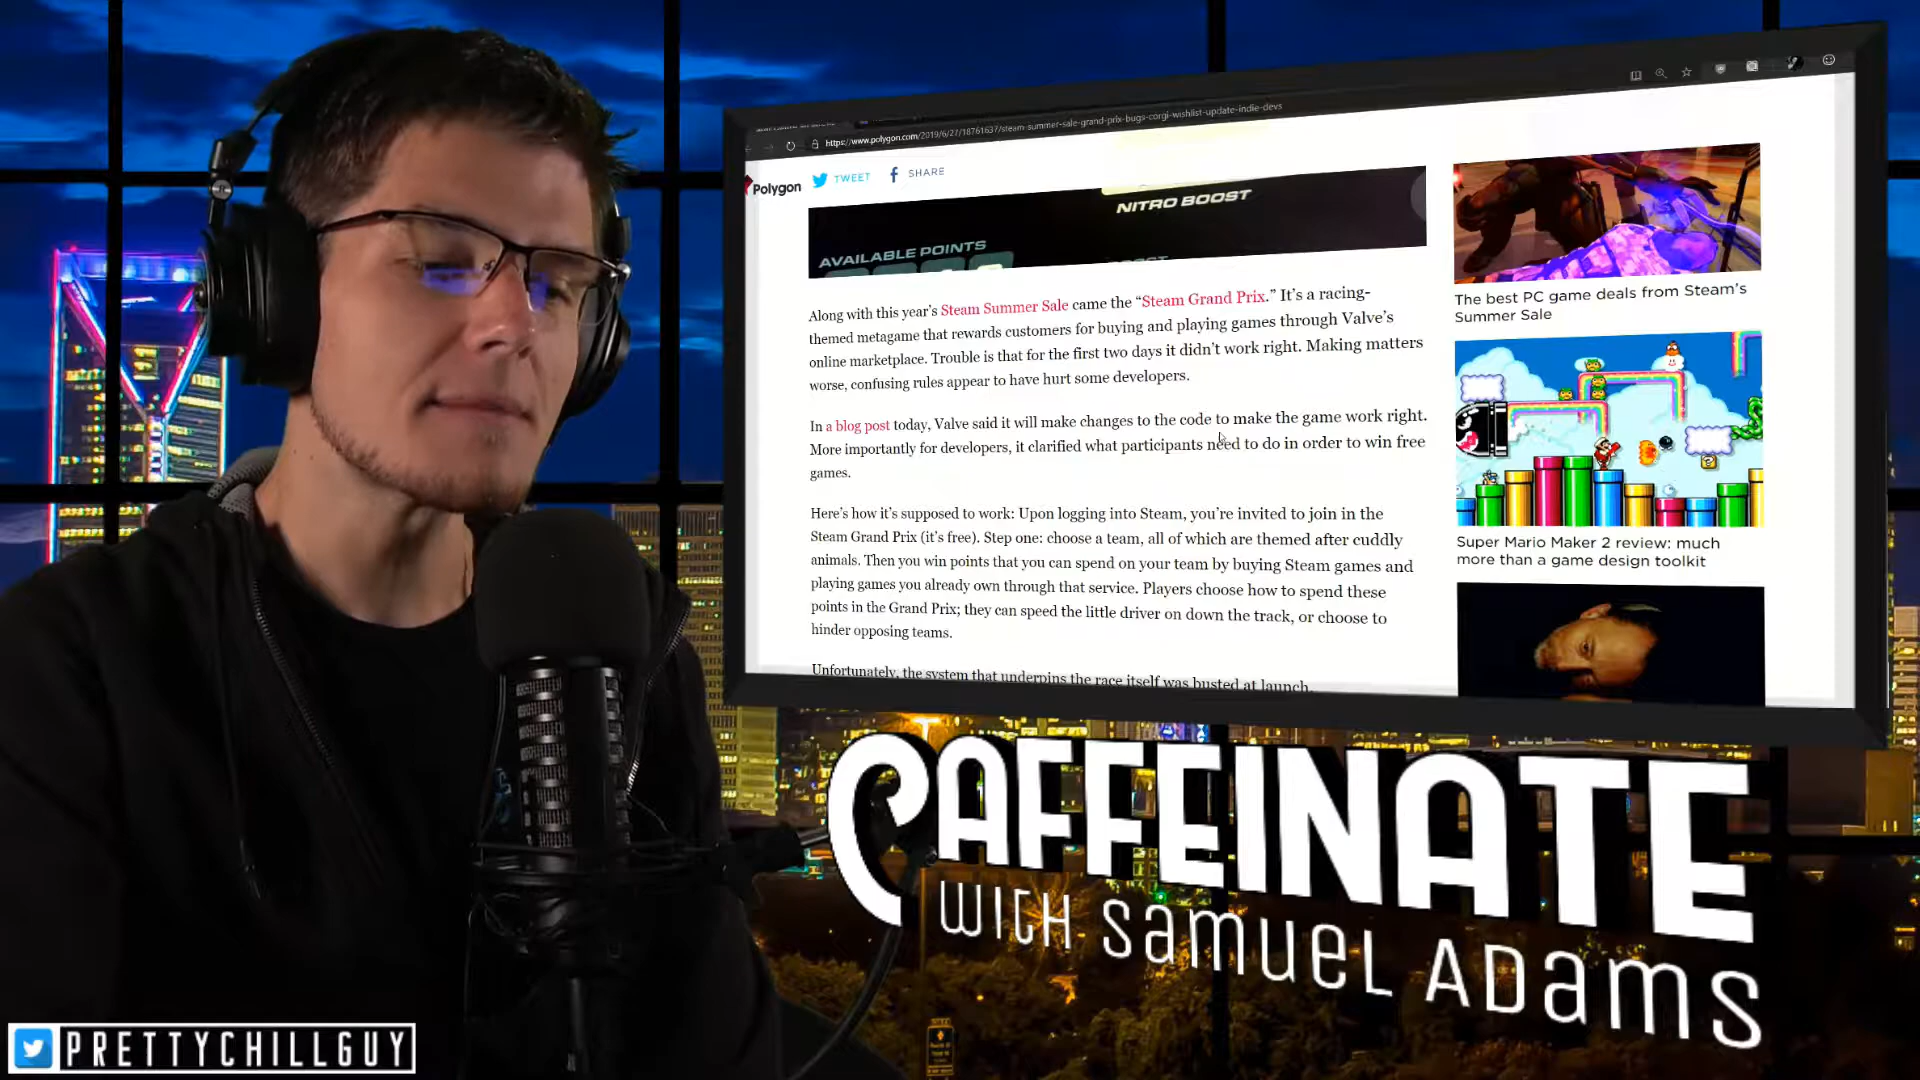 https://www.polygon.com/2019/6/27/18761637/steam-summer-sale-grand-prix-bugs-corgi-wishlist-update-indie-devs
Polygon
TWEET
SHARE
NITRO BOOST
AVAILABLE POINTS
BOOST
Along with this year's Steam Summer Sale came the “Steam Grand Prix.” It's a racing-
themed metagame that rewards customers for buying and playing games through Valve's
online marketplace. Trouble is that for the first two days it didn't work right. Making matters
worse, confusing rules appear to have hurt some developers.
In a blog post today, Valve said it will make changes to the code to make the game work right.
More importantly for developers, it clarified what participants need to do in order to win free
games.
Here's how it's supposed to work: Upon logging into Steam, you're invited to join in the
Steam Grand Prix (it's free). Step one: choose a team, all of which are themed after cuddly
animals. Then you win points that you can spend on your team by buying Steam games and
playing games you already own through that service. Players choose how to spend these
points in the Grand Prix; they can speed the little driver on down the track, or choose to
hinder opposing teams.
Unfortunately, the system that underpins the race itself was busted at launch.
The best PC game deals from Steam's
Summer Sale
Super Mario Maker 2 review: much
more than a game design toolkit
CAFFEINATE
WITH SAMUEL ADAMS
PRETTYCHILLGUY